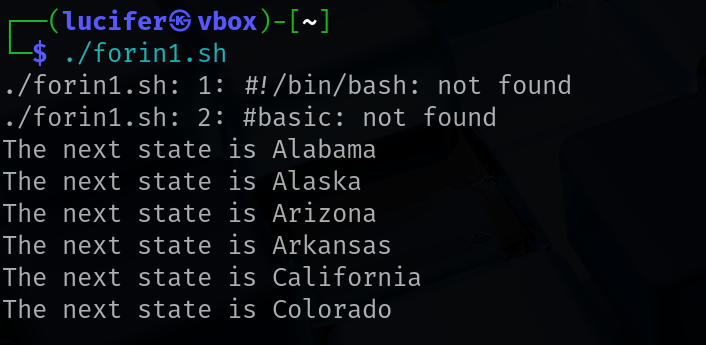 ┌──(lucifer㉿vbox)-[~]
└─$ ./forin1.sh
./forin1.sh: 1: #!/bin/bash: not found
./forin1.sh: 2: #basic: not found
The next state is Alabama
The next state is Alaska
The next state is Arizona
The next state is Arkansas
The next state is California
The next state is Colorado